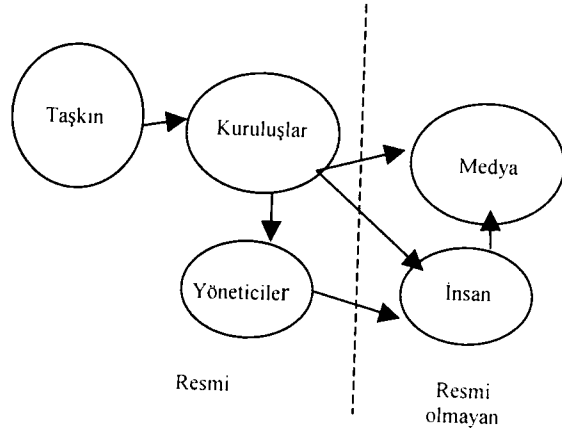 Taşkın
Kuruluşlar
Medya
Yöneticiler
İnsan
Resmi
Resmi
olmayan